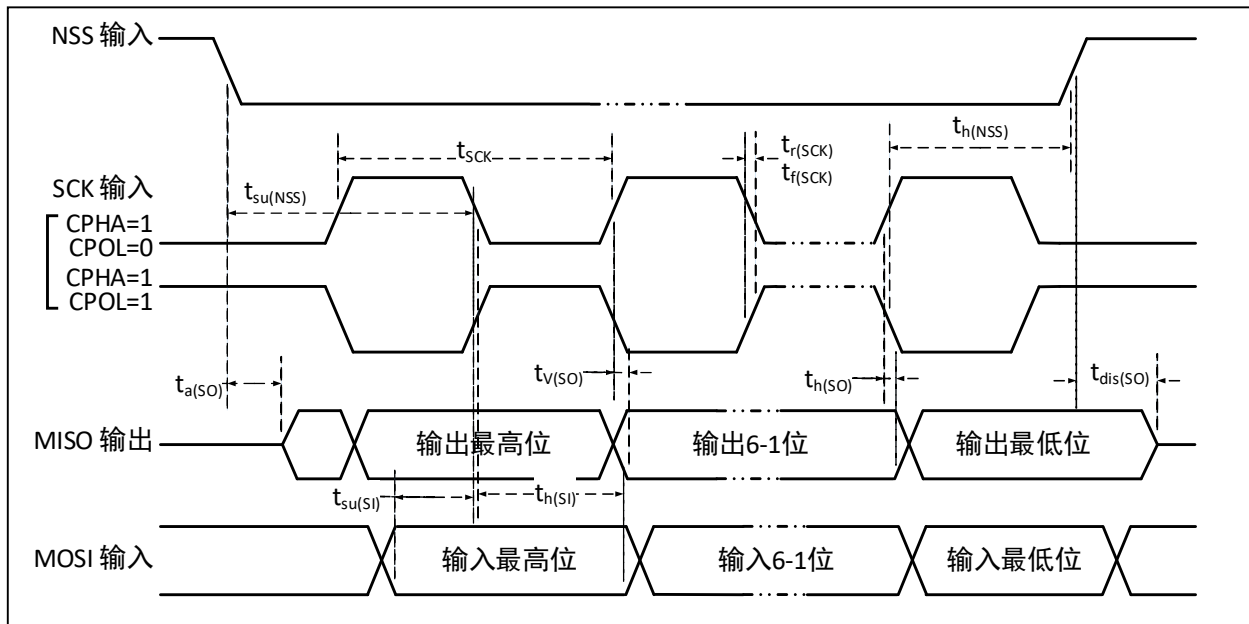 NSS 输入
t_h(NSS)
t_SCK
t_r(SCK)
t_f(SCK)
SCK 输入
t_su(NSS)
CPHA=1
CPOL=0
CPHA=1
CPOL=1
t_a(SO)
t_V(SO)
t_h(SO)
t_dis(SO)
MISO 输出
输出最高位
输出6-1位
输出最低位
t_su(SI)
t_h(SI)
MOSI 输入
输入最高位
输入6-1位
输入最低位